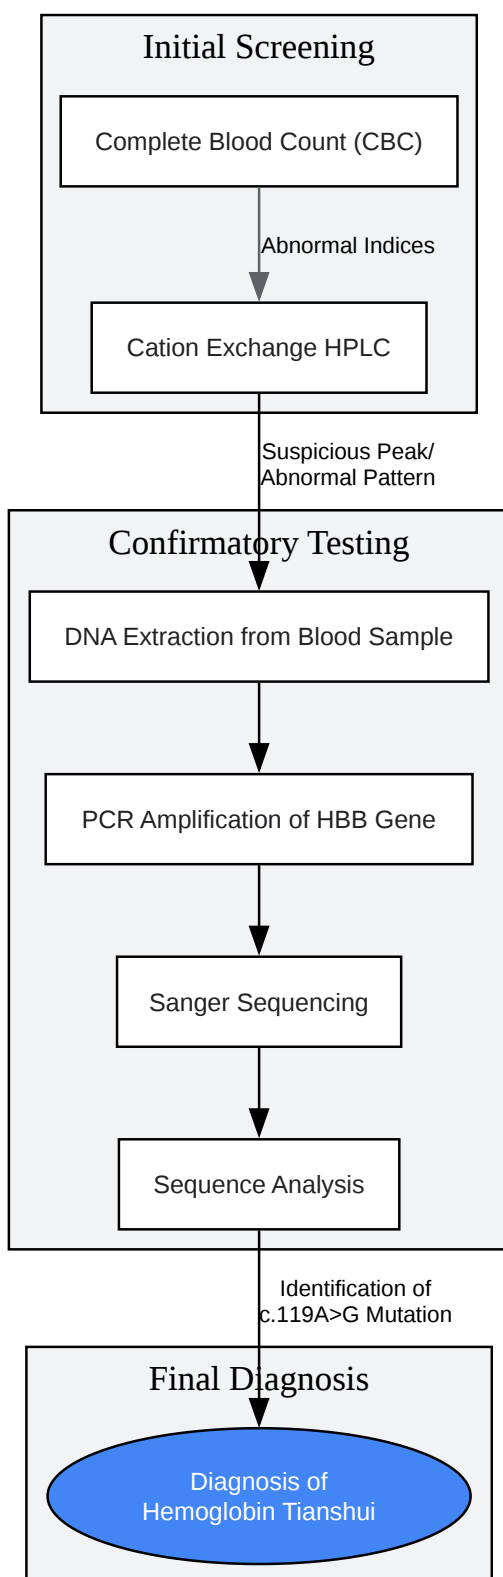 Initial Screening
Complete Blood Count (CBC)
Abnormal Indices
Cation Exchange HPLC
Suspicious Peak/
Abnormal Pattern
Confirmatory Testing
DNA Extraction from Blood Sample
PCR Amplification of HBB Gene
Sanger Sequencing
Sequence Analysis
Identification of
c.119A>G Mutation
Final Diagnosis
Diagnosis of
Hemoglobin Tianshui